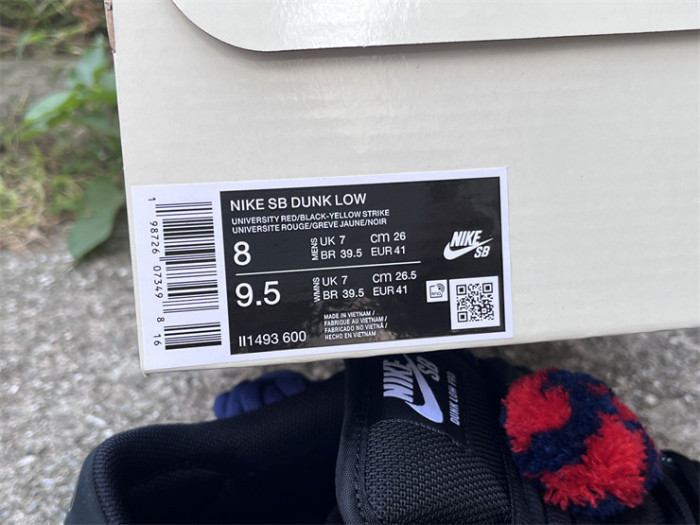 NIKE SB DUNK LOW
UNIVERSITY RED/BLACK-YELLOW STRIKE
UNIVERSITE ROUGE/GREVE JAUNE/NOIR
8
MENS
UK 7 cm 26
BR 39.5 EUR 41
9.5
WMNS
UK 7 cm 26.5
BR 39.5 EUR 41
MADE IN VIETNAM /
FABRIQUE AU VIETNAM /
FABRICADO NO VIETNÃ /
HECHO EN VIETNAM
II1493 600
NIKE
SB
1 98726 07349 8 16
NIKE
SB
DUNK LOW PRO